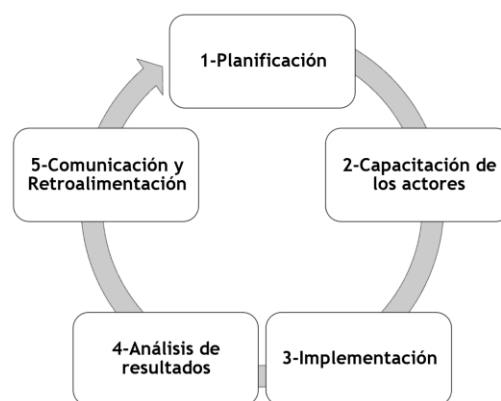 1-Planificación
2-Capacitación de
los actores
3-Implementación
4-Análisis de
resultados
5-Comunicación y
Retroalimentación